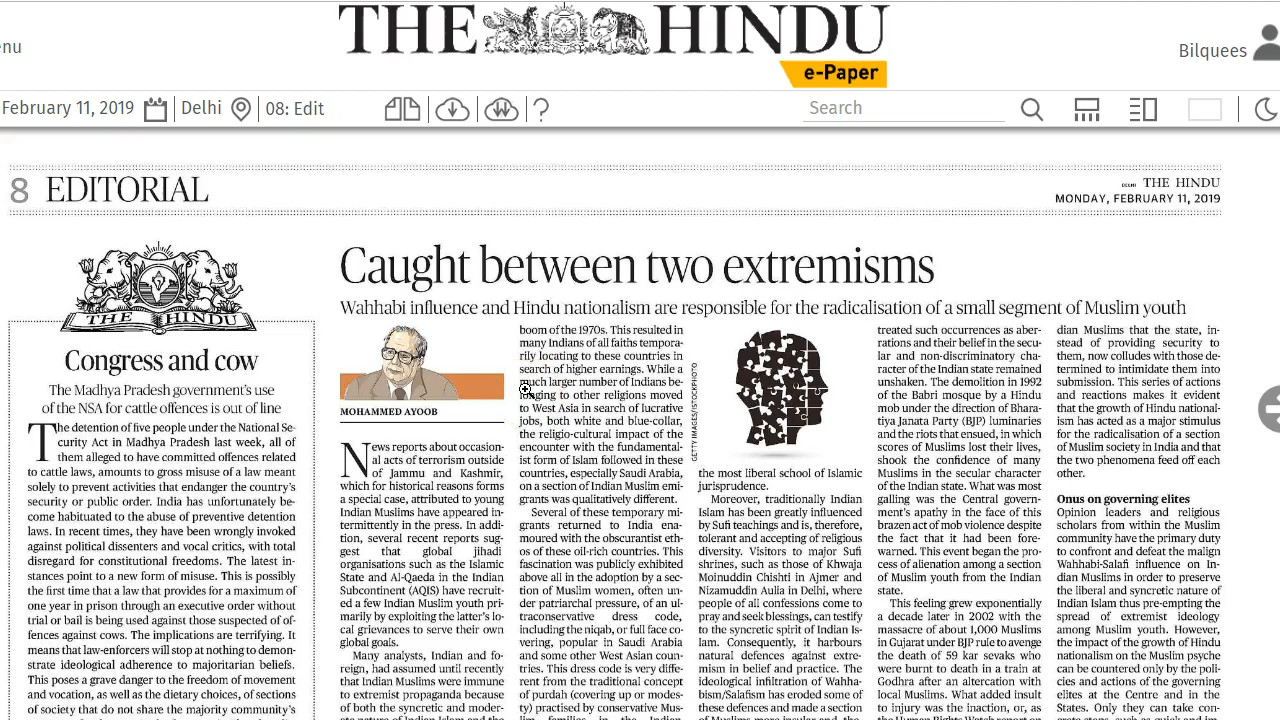 THE HINDU
e-Paper
enu
Bilquees
February 11, 2019
Delhi
08: Edit
?
Search
8 EDITORIAL
DELHI THE HINDU
MONDAY, FEBRUARY 11, 2019
THE HINDU
Congress and cow
The Madhya Pradesh government’s use
of the NSA for cattle offences is out of line
The detention of five people under the National Se-
curity Act in Madhya Pradesh last week, all of
them alleged to have committed offences related
to cattle laws, amounts to gross misuse of a law meant
solely to prevent activities that endanger the country’s
security or public order. India has unfortunately be-
come habituated to the abuse of preventive detention
laws. In recent times, they have been wrongly invoked
against political dissenters and vocal critics, with total
disregard for constitutional freedoms. The latest in-
stances point to a new form of misuse. This is possibly
the first time that a law that provides for a maximum of
one year in prison through an executive order without
trial or bail is being used against those suspected of of-
fences against cows. The implications are terrifying. It
means that law-enforcers will stop at nothing to demon-
strate ideological adherence to majoritarian beliefs.
This poses a grave danger to the freedom of movement
and vocation, as well as the dietary choices, of sections
of society that do not share the majority community’s
Caught between two extremisms
Wahhabi influence and Hindu nationalism are responsible for the radicalisation of a small segment of Muslim youth
MOHAMMED AYOOB
News reports about occasion-
al acts of terrorism outside
of Jammu and Kashmir,
which for historical reasons forms
a special case, attributed to young
Indian Muslims have appeared in-
termittently in the press. In addi-
tion, several recent reports sug-
gest that global jihadi
organisations such as the Islamic
State and Al-Qaeda in the Indian
Subcontinent (AQIS) have recruit-
ed a few Indian Muslim youth pri-
marily by exploiting the latter’s lo-
cal grievances to serve their own
global goals.
Many analysts, Indian and fo-
reign, had assumed until recently
that Indian Muslims were immune
to extremist propaganda because
of both the syncretic and moder-
boom of the 1970s. This resulted in
many Indians of all faiths tempora-
rily locating to these countries in
search of higher earnings. While a
much larger number of Indians be-
longing to other religions moved
to West Asia in search of lucrative
jobs, both white and blue-collar,
the religio-cultural impact of the
encounter with the fundamental-
ist form of Islam followed in these
countries, especially Saudi Arabia,
on a section of Indian Muslim emi-
grants was qualitatively different.
Several of these temporary mi-
grants returned to India ena-
moured with the obscurantist eth-
os of these oil-rich countries. This
fascination was publicly exhibited
above all in the adoption by a sec-
tion of Muslim women, often un-
der patriarchal pressure, of an ul-
traconservative dress code,
including the niqab, or full face co-
vering, popular in Saudi Arabia
and some other West Asian coun-
tries. This dress code is very diffe-
rent from the traditional concept
of purdah (covering up or modes-
ty) practised by conservative Mus-
GETTY IMAGES/ISTOCKPHOTO
the most liberal school of Islamic
jurisprudence.
Moreover, traditionally Indian
Islam has been greatly influenced
by Sufi teachings and is, therefore,
tolerant and accepting of religious
diversity. Visitors to major Sufi
shrines, such as those of Khwaja
Moinuddin Chishti in Ajmer and
Nizamuddin Aulia in Delhi, where
people of all confessions come to
pray and seek blessings, can testify
to the syncretic spirit of Indian Is-
lam. Consequently, it harbours
natural defences against extre-
mism in belief and practice. The
ideological infiltration of Wahha-
bism/Salafism has eroded some of
these defences and made a section
treated such occurrences as aber-
rations and their belief in the secu-
lar and non-discriminatory cha-
racter of the Indian state remained
unshaken. The demolition in 1992
of the Babri mosque by a Hindu
mob under the direction of Bhara-
tiya Janata Party (BJP) luminaries
and the riots that ensued, in which
scores of Muslims lost their lives,
shook the confidence of many
Muslims in the secular character
of the Indian state. What was most
galling was the Central govern-
ment’s apathy in the face of this
brazen act of mob violence despite
the fact that it had been fore-
warned. This event began the pro-
cess of alienation among a section
of Muslim youth from the Indian
state.
This feeling grew exponentially
a decade later in 2002 with the
massacre of about 1,000 Muslims
in Gujarat under BJP rule to avenge
the death of 59 kar sevaks who
were burnt to death in a train at
Godhra after an altercation with
local Muslims. What added insult
to injury was the inaction, or, as
dian Muslims that the state, in-
stead of providing security to
them, now colludes with those de-
termined to intimidate them into
submission. This series of actions
and reactions makes it evident
that the growth of Hindu national-
ism has acted as a major stimulus
for the radicalisation of a section
of Muslim society in India and that
the two phenomena feed off each
other.
Onus on governing elites
Opinion leaders and religious
scholars from within the Muslim
community have the primary duty
to confront and defeat the malign
Wahhabi-Salafi influence on In-
dian Muslims in order to preserve
the liberal and syncretic nature of
Indian Islam thus pre-empting the
spread of extremist ideology
among Muslim youth. However,
the impact of the growth of Hindu
nationalism on the Muslim psyche
can be countered only by the poli-
cies and actions of the governing
elites at the Centre and in the
States. Only they can take con-